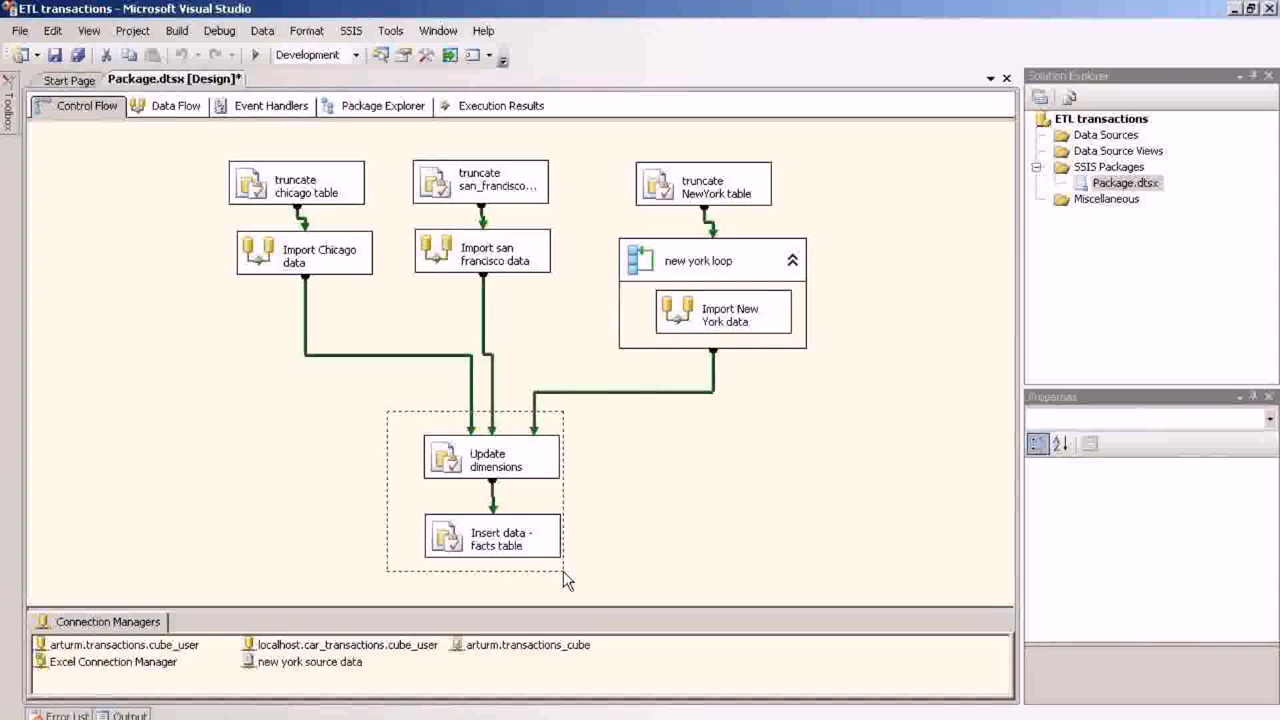 ETL transactions - Microsoft Visual Studio
File Edit View Project Build Debug Data Format SSIS Tools Window Help
Development
Toolbox
Start Page Package.dtsx [Design]*
Control Flow Data Flow Event Handlers Package Explorer Execution Results
truncate
chicago table
truncate
san_francisco...
truncate
NewYork table
Import Chicago
data
Import san
francisco data
new york loop
Import New
York data
Update
dimensions
Insert data -
facts table
Connection Managers
arturm.transactions.cube_user localhost.car_transactions.cube_user arturm.transactions_cube
Excel Connection Manager new york source data
Error List Output
Solution Explorer
ETL transactions
Data Sources
Data Source Views
SSIS Packages
Package.dtsx
Miscellaneous
Properties